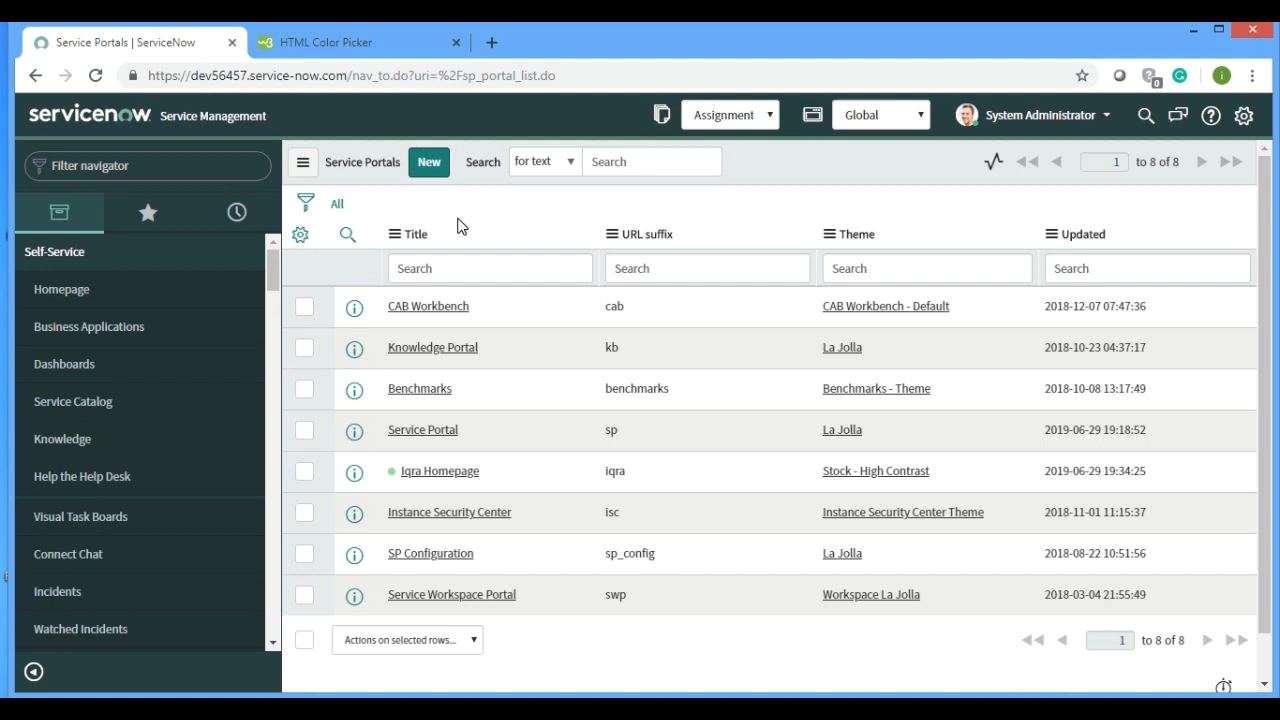 Service Portals | ServiceNow
HTML Color Picker
https://dev56457.service-now.com/nav_to.do?uri=%2Fsp_portal_list.do
0
i
servicenow Service Management
Assignment
Global
System Administrator
Filter navigator
Service Portals New Search for text Search
1 to 8 of 8
All
Title URL suffix Theme Updated
Search Search Search Search
CAB Workbench cab CAB Workbench - Default 2018-12-07 07:47:36
Knowledge Portal kb La Jolla 2018-10-23 04:37:17
Benchmarks benchmarks Benchmarks - Theme 2018-10-08 13:17:49
Service Portal sp La Jolla 2019-06-29 19:18:52
Iqra Homepage iqra Stock - High Contrast 2019-06-29 19:34:25
Instance Security Center isc Instance Security Center Theme 2018-11-01 11:15:37
SP Configuration sp_config La Jolla 2018-08-22 10:51:56
Service Workspace Portal swp Workspace La Jolla 2018-03-04 21:55:49
Actions on selected rows...
1 to 8 of 8
Self-Service
Homepage
Business Applications
Dashboards
Service Catalog
Knowledge
Help the Help Desk
Visual Task Boards
Connect Chat
Incidents
Watched Incidents